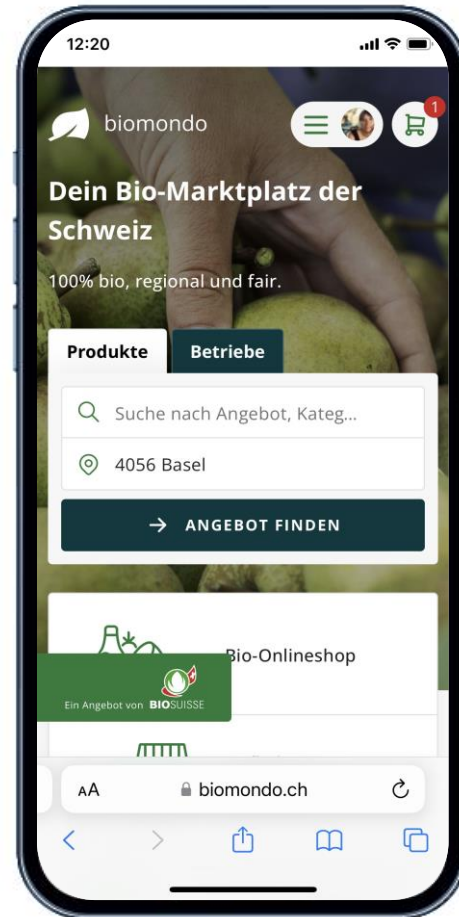 12:20
biomondo
1
Dein Bio-Marktplatz der
Schweiz
100% bio, regional und fair.
Produkte
Betriebe
Suche nach Angebot, Kateg...
4056 Basel
→ ANGEBOT FINDEN
Bio-Onlineshop
Ein Angebot von BIOSUISSE
AA
biomondo.ch